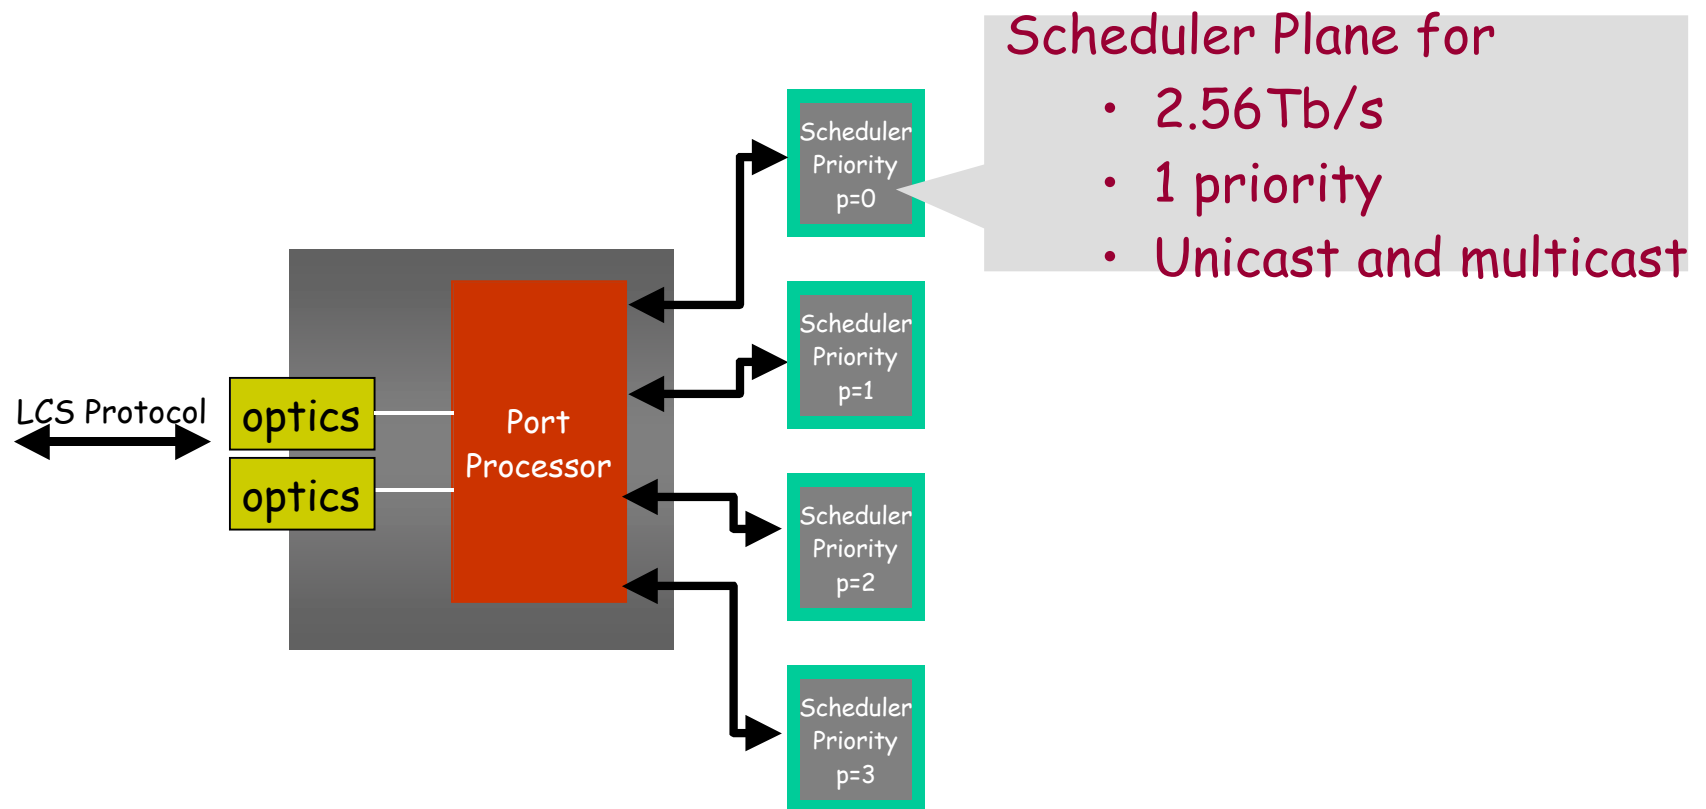 Scheduler Plane for
• 2.56Tb/s
• 1 priority
• Unicast and multicast
Scheduler
Priority
p=0
Scheduler
Priority
p=1
LCS Protocol
optics
optics
Port
Processor
Scheduler
Priority
p=2
Scheduler
Priority
p=3